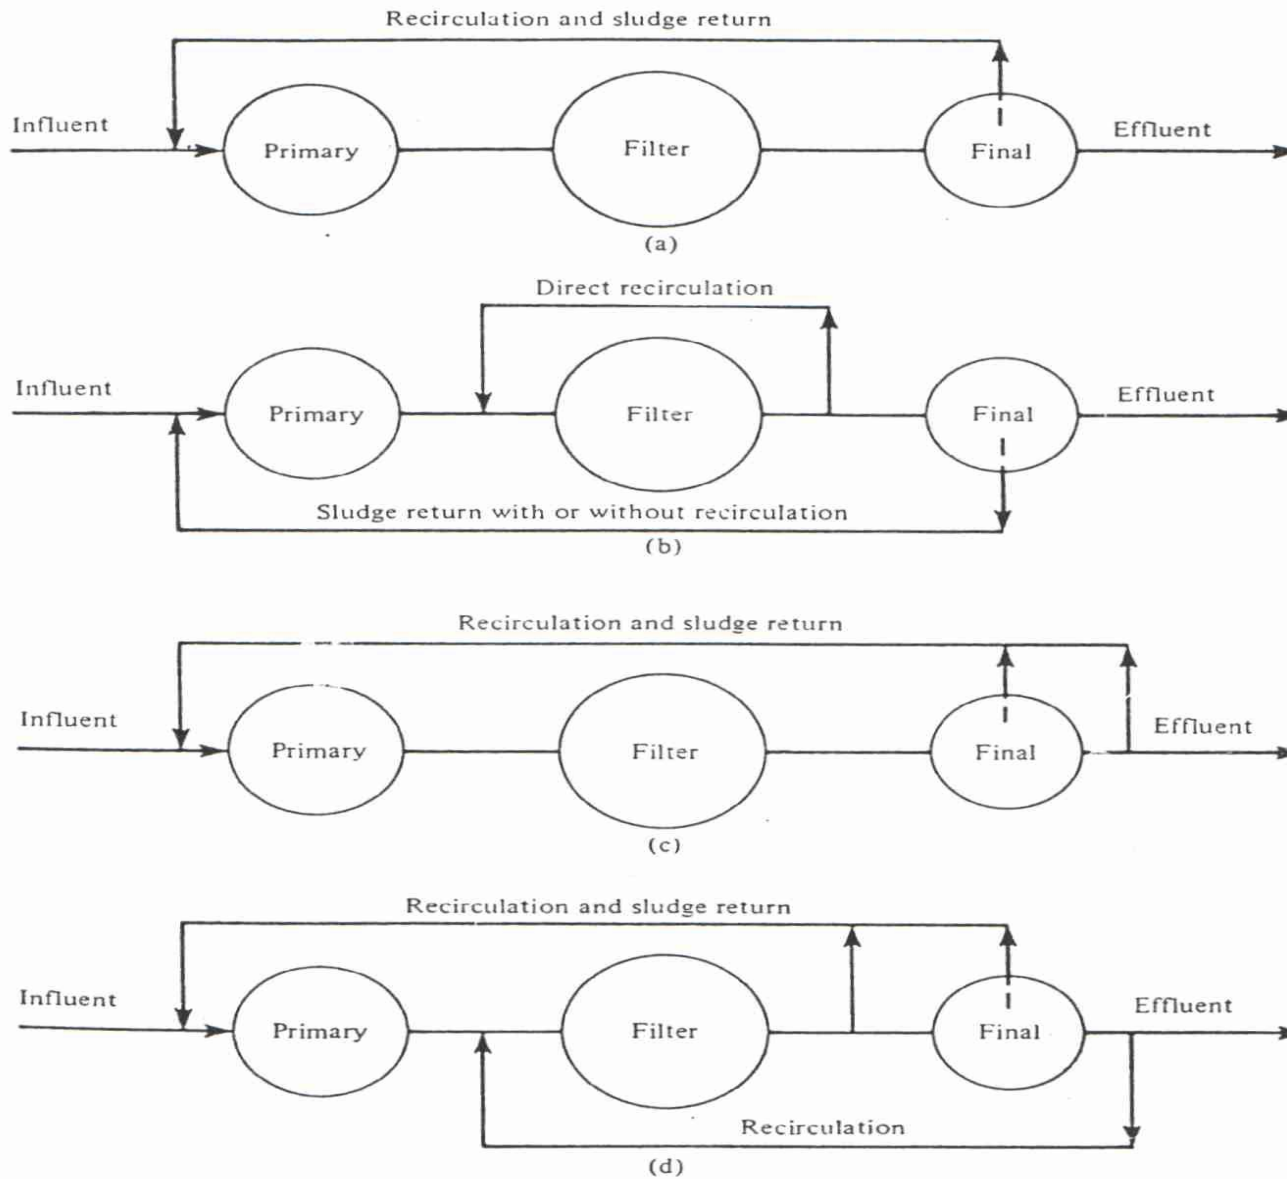 Recirculation and sludge return
Influent
Primary
Filter
Final
Effluent
(a)
Direct recirculation
Influent
Primary
Filter
Final
Effluent
Sludge return with or without recirculation
(b)
Recirculation and sludge return
Influent
Primary
Filter
Final
Effluent
(c)
Recirculation and sludge return
Influent
Primary
Filter
Final
Effluent
Recirculation
(d)